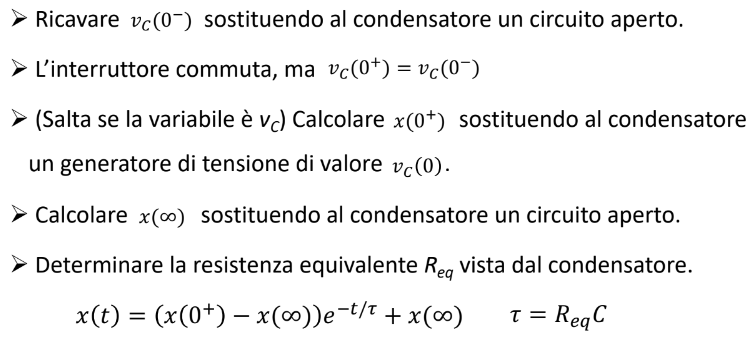 ➢ Ricavare v_C(0⁻) sostituendo al condensatore un circuito aperto.
➢ L'interruttore commuta, ma v_C(0⁺) = v_C(0⁻)
➢ (Salta se la variabile è v_C) Calcolare x(0⁺) sostituendo al condensatore
un generatore di tensione di valore v_C(0).
➢ Calcolare x(∞) sostituendo al condensatore un circuito aperto.
➢ Determinare la resistenza equivalente R_eq vista dal condensatore.
x(t) = (x(0⁺) − x(∞))e^{−t/τ} + x(∞) τ = R_eq C